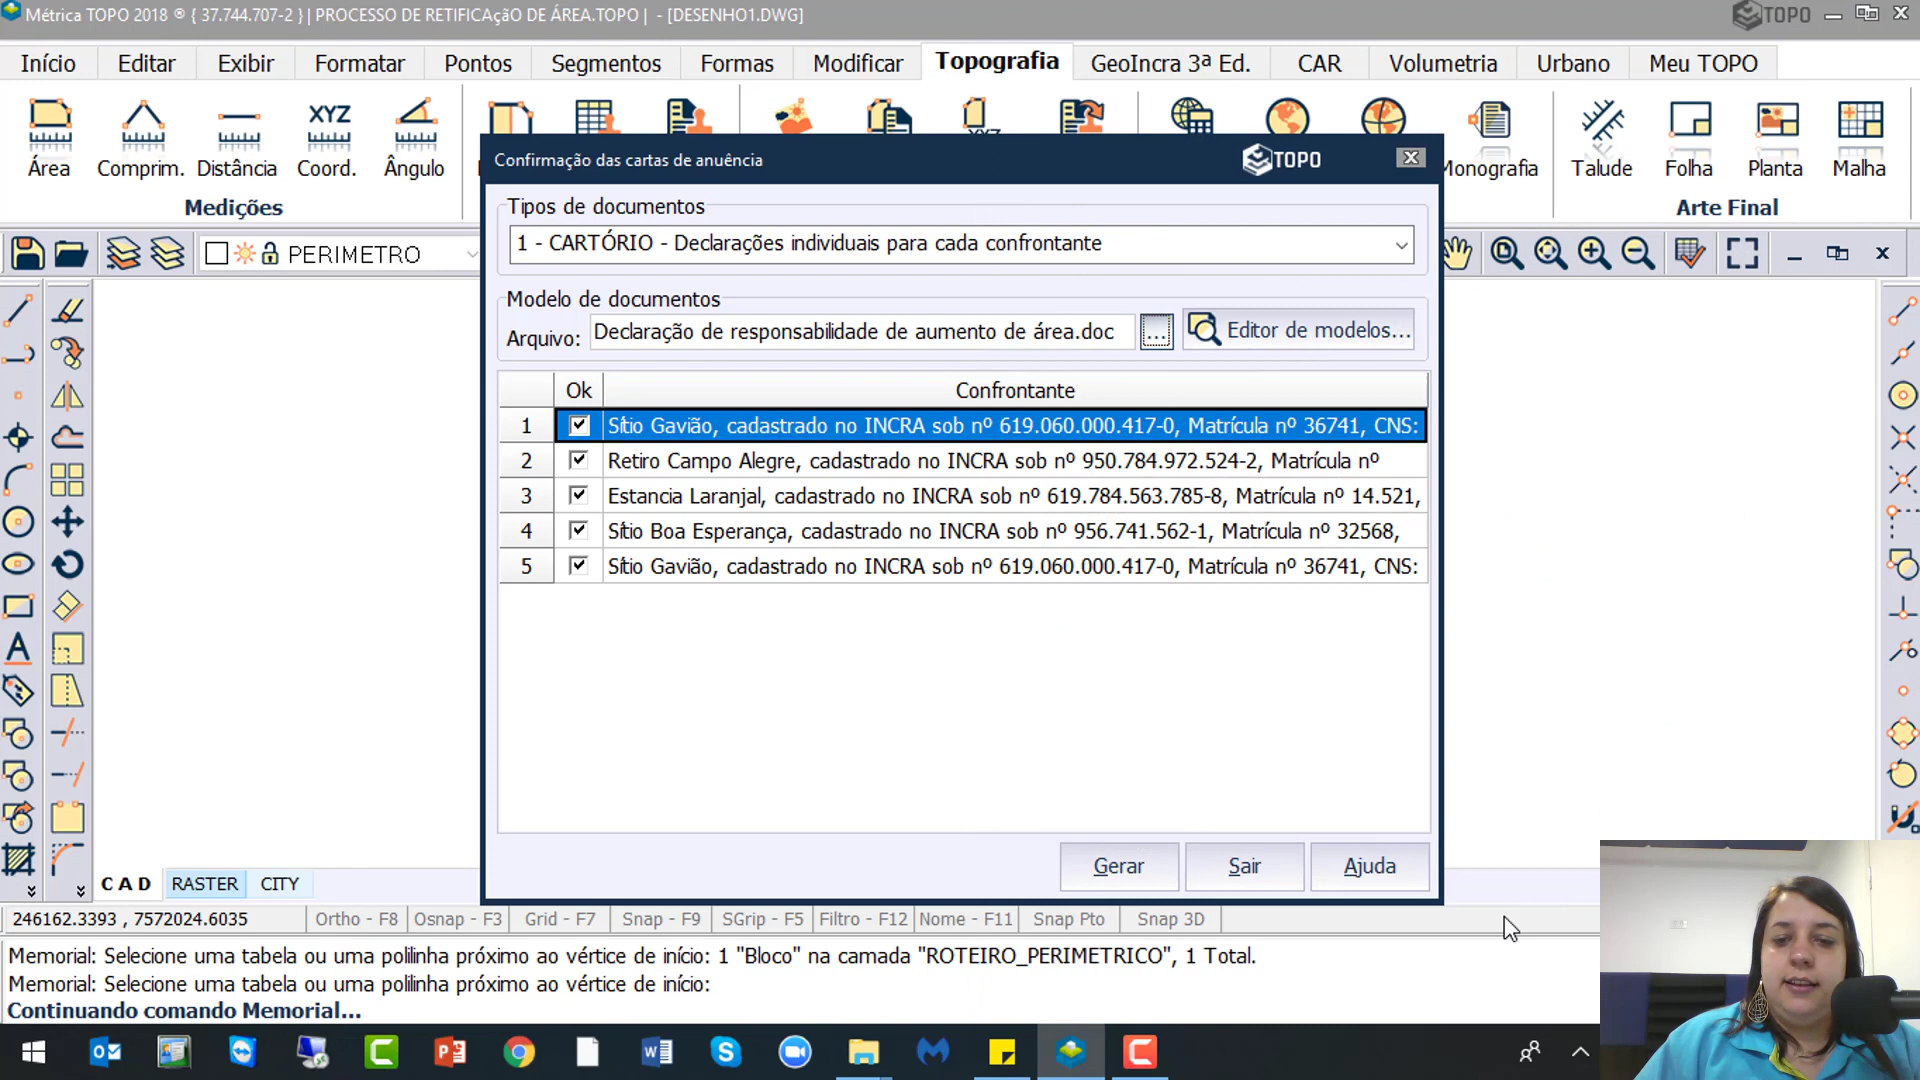 Métrica TOPO 2018 ® { 37.744.707-2 } | PROCESSO DE RETIFICAçãO DE ÁREA.TOPO | - [DESENHO1.DWG]
TOPO
Início Editar Exibir Formatar Pontos Segmentos Formas Modificar Topografia GeoIncra 3ª Ed. CAR Volumetria Urbano Meu TOPO
XYZ
Área Comprim. Distância Coord. Ângulo Monografia Talude Folha Planta Malha
Medições Arte Final
PERIMETRO
Confirmação das cartas de anuência
TOPO
Tipos de documentos
1 - CARTÓRIO - Declarações individuais para cada confrontante
Modelo de documentos
Arquivo: Declaração de responsabilidade de aumento de área.doc ... Editor de modelos...
Ok Confrontante
1 Sítio Gavião, cadastrado no INCRA sob nº 619.060.000.417-0, Matrícula nº 36741, CNS:
2 Retiro Campo Alegre, cadastrado no INCRA sob nº 950.784.972.524-2, Matrícula nº
3 Estancia Laranjal, cadastrado no INCRA sob nº 619.784.563.785-8, Matrícula nº 14.521,
4 Sítio Boa Esperança, cadastrado no INCRA sob nº 956.741.562-1, Matrícula nº 32568,
5 Sítio Gavião, cadastrado no INCRA sob nº 619.060.000.417-0, Matrícula nº 36741, CNS:
Gerar Sair Ajuda
CAD RASTER CITY
246162.3393 , 7572024.6035 Ortho - F8 Osnap - F3 Grid - F7 Snap - F9 SGrip - F5 Filtro - F12 Nome - F11 Snap Pto Snap 3D
Memorial: Selecione uma tabela ou uma polilinha próximo ao vértice de início: 1 "Bloco" na camada "ROTEIRO_PERIMETRICO", 1 Total.
Memorial: Selecione uma tabela ou uma polilinha próximo ao vértice de início:
Continuando comando Memorial...